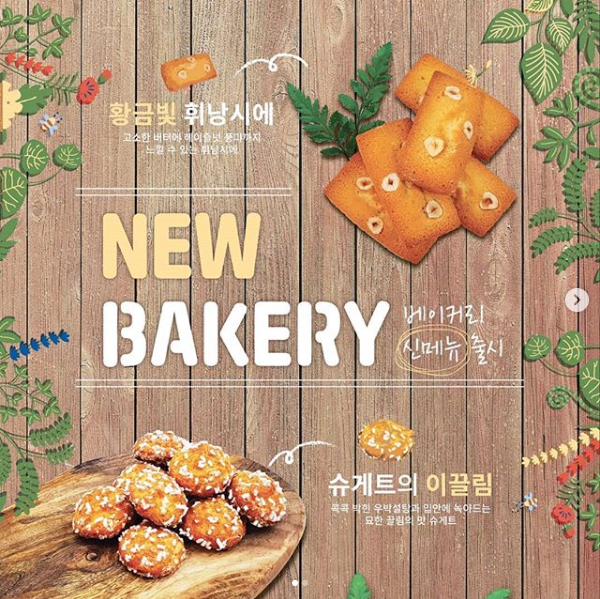 황금빛 휘낭시에
고소한 버터에 헤이즐넛 풍미까지
느낄 수 있는 휘낭시에
NEW
BAKERY
베이커리
신메뉴 출시
슈게트의 이끌림
콕콕 박힌 우박설탕과 입안에 녹아드는
묘한 끌림의 맛 슈게트